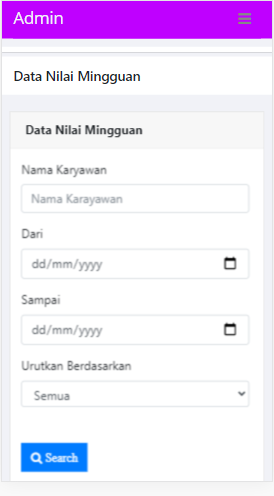 Admin
Data Nilai Mingguan
Data Nilai Mingguan
Nama Karyawan
Nama Karayawan
Dari
dd/mm/yyyy
Sampai
dd/mm/yyyy
Urutkan Berdasarkan
Semua
Search